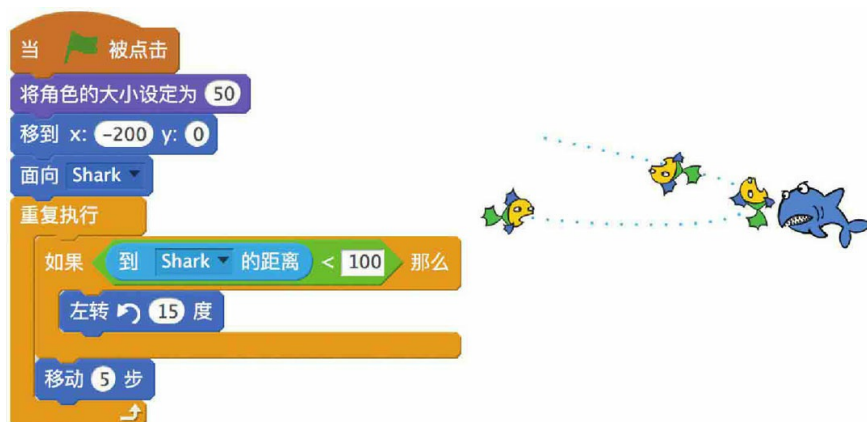 当 被点击
将角色的大小设定为 50
移到 x: -200 y: 0
面向 Shark
重复执行
如果 到 Shark 的距离 < 100 那么
左转 15 度
移动 5 步